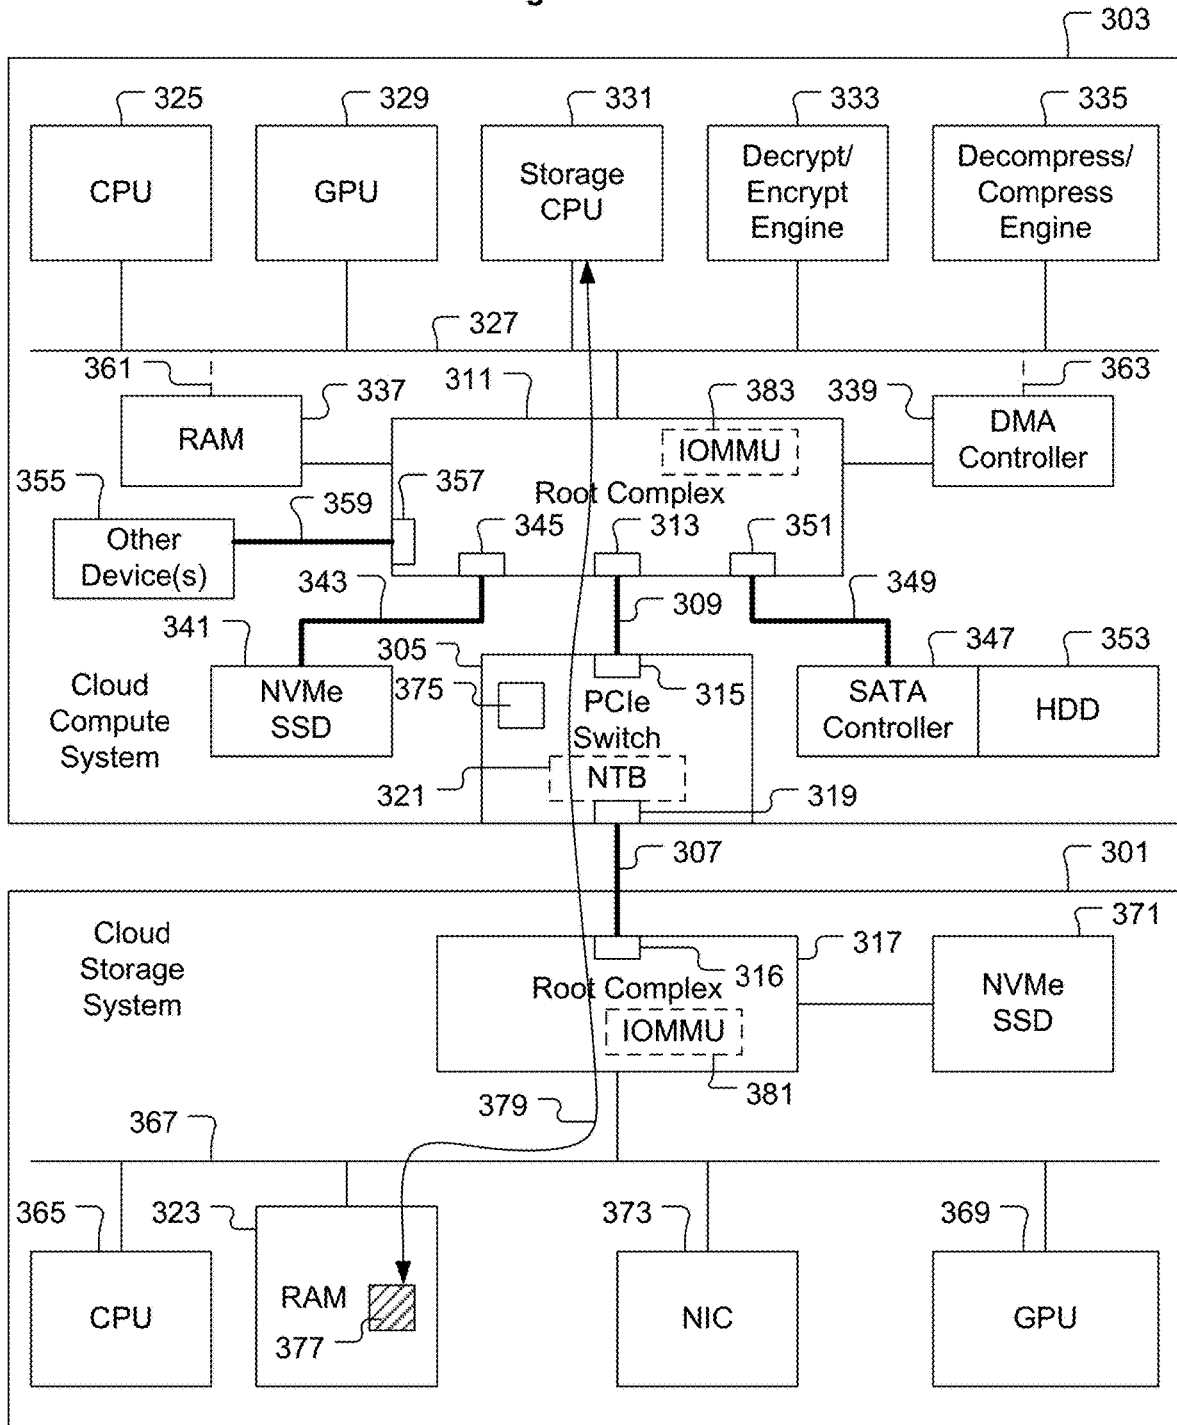 303
325
329
331
333
335
CPU
GPU
Storage
CPU
Decrypt/
Encrypt
Engine
Decompress/
Compress
Engine
327
361
337
311
383
339
363
RAM
IOMMU
DMA
Controller
355
359
357
Root Complex
345
313
351
Other
Device(s)
343
309
349
341
305
347
353
Cloud
Compute
System
NVMe
SSD
375
315
PCIe
Switch
SATA
Controller
HDD
321
NTB
319
307
301
371
Cloud
Storage
System
317
316
Root Complex
NVMe
SSD
IOMMU
381
379
367
365
323
373
369
CPU
RAM
377
NIC
GPU